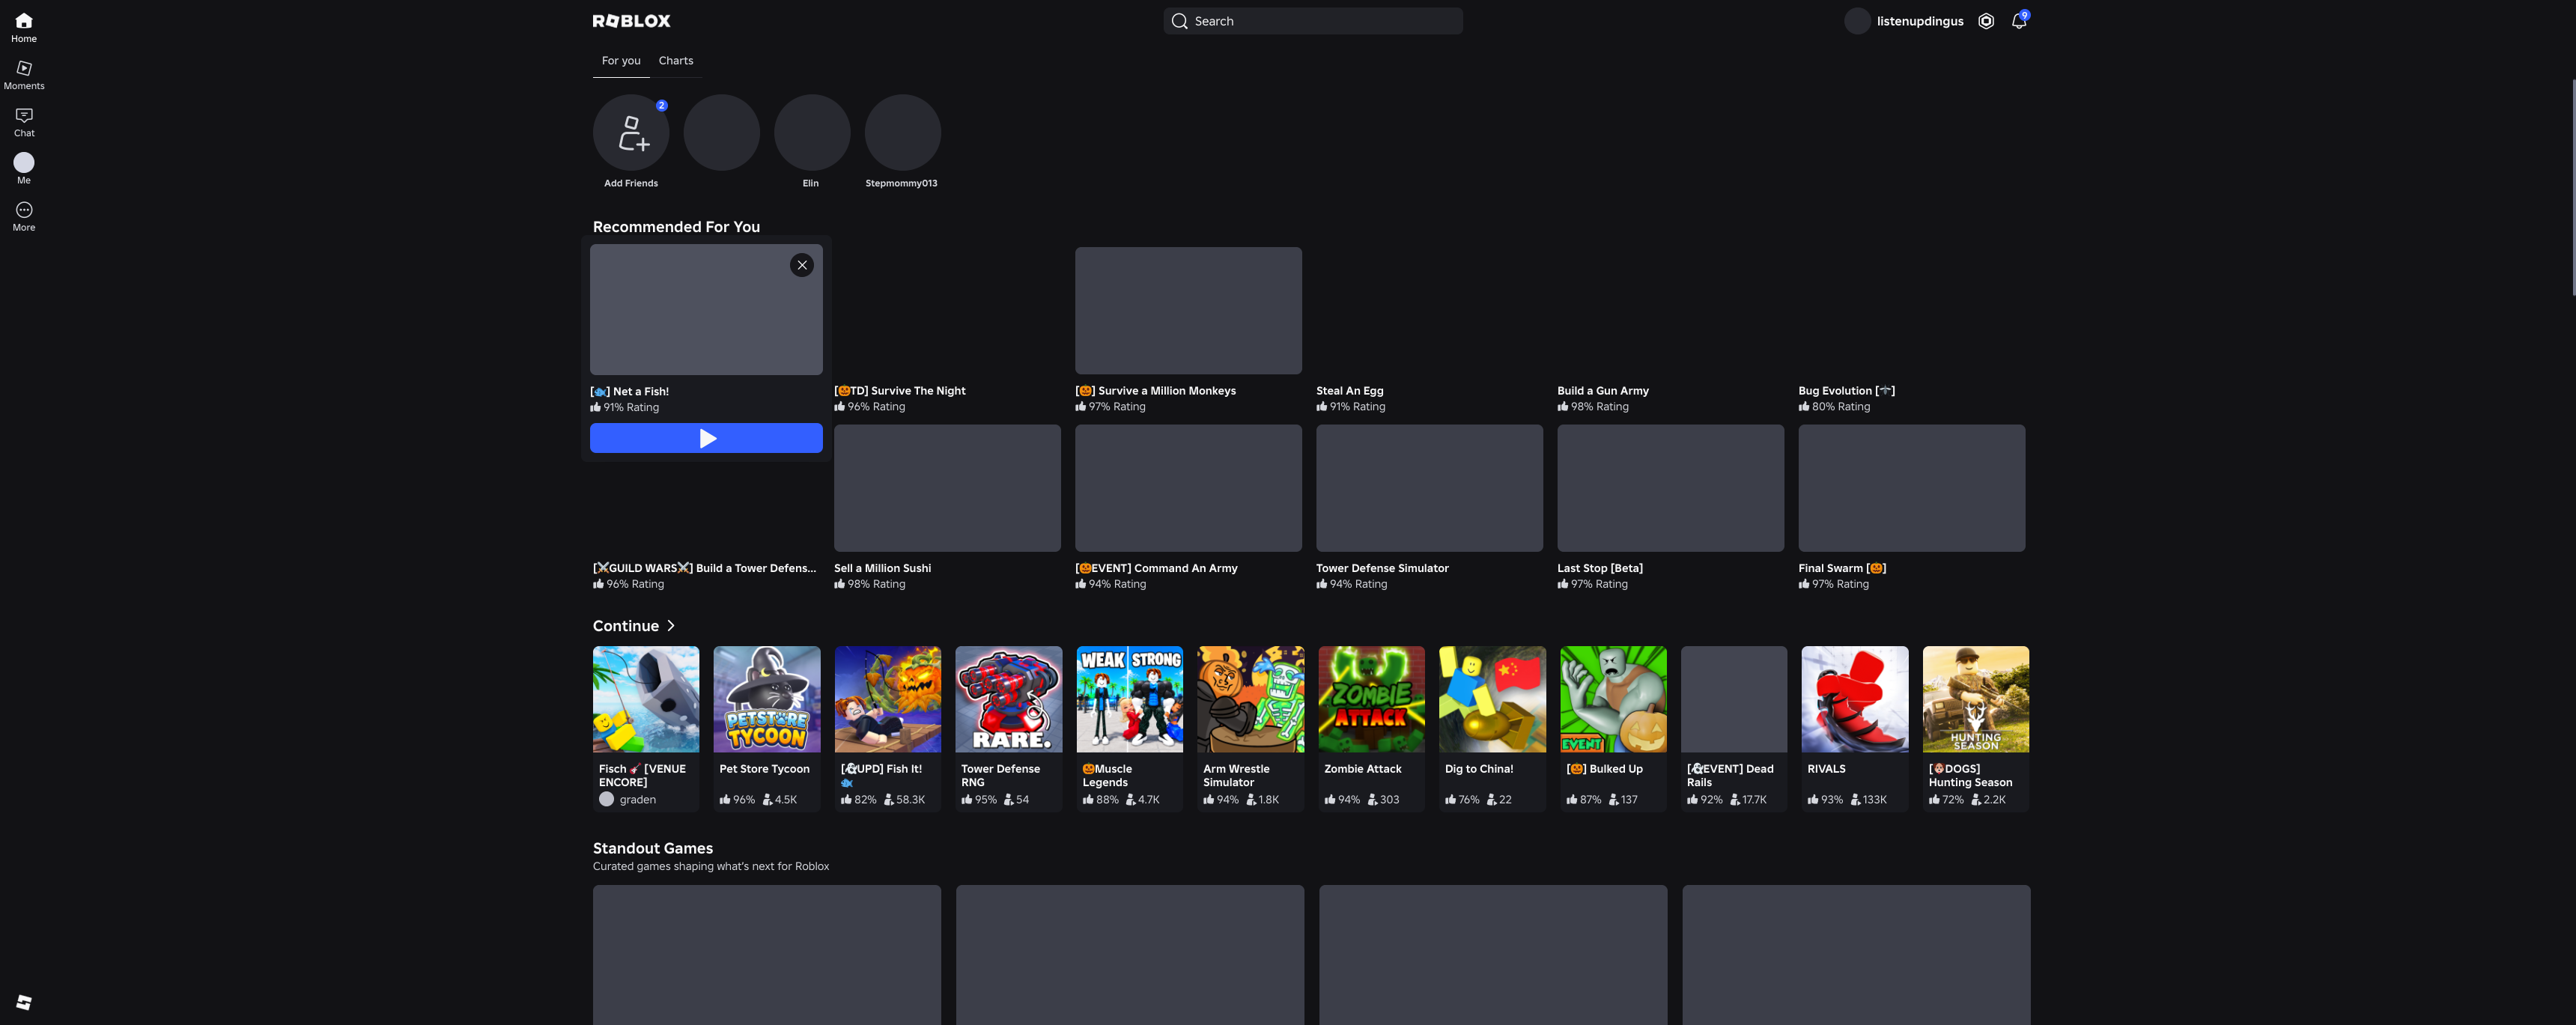 Home
Moments
Chat
Me
More
ROBLOX
Search
listenupdingus
9
For you
Charts
2
Add Friends
Elin
Stepmommy013
Recommended For You
[🐟] Net a Fish!
91% Rating
[🎃TD] Survive The Night
96% Rating
[🎃] Survive a Million Monkeys
97% Rating
Steal An Egg
91% Rating
Build a Gun Army
98% Rating
Bug Evolution [🦟]
80% Rating
[⚔️GUILD WARS⚔️] Build a Tower Defens...
96% Rating
Sell a Million Sushi
98% Rating
[🎃EVENT] Command An Army
94% Rating
Tower Defense Simulator
94% Rating
Last Stop [Beta]
97% Rating
Final Swarm [🎃]
97% Rating
Continue
PETSTORE
TYCOON
RARE.
WEAK STRONG
ZOMBIE
ATTACK
EVENT
HUNTING
SEASON
Fisch 🎸 [VENUE
ENCORE]
graden
Pet Store Tycoon
96% 4.5K
[👻UPD] Fish It!
🐟
82% 58.3K
Tower Defense
RNG
95% 54
🎃Muscle
Legends
88% 4.7K
Arm Wrestle
Simulator
94% 1.8K
Zombie Attack
94% 303
Dig to China!
76% 22
[🎃] Bulked Up
87% 137
[👻EVENT] Dead
Rails
92% 17.7K
RIVALS
93% 133K
[🐶DOGS]
Hunting Season
72% 2.2K
Standout Games
Curated games shaping what's next for Roblox